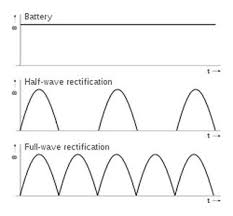 Battery
t
Half-wave rectification
t
Full-wave rectification
t